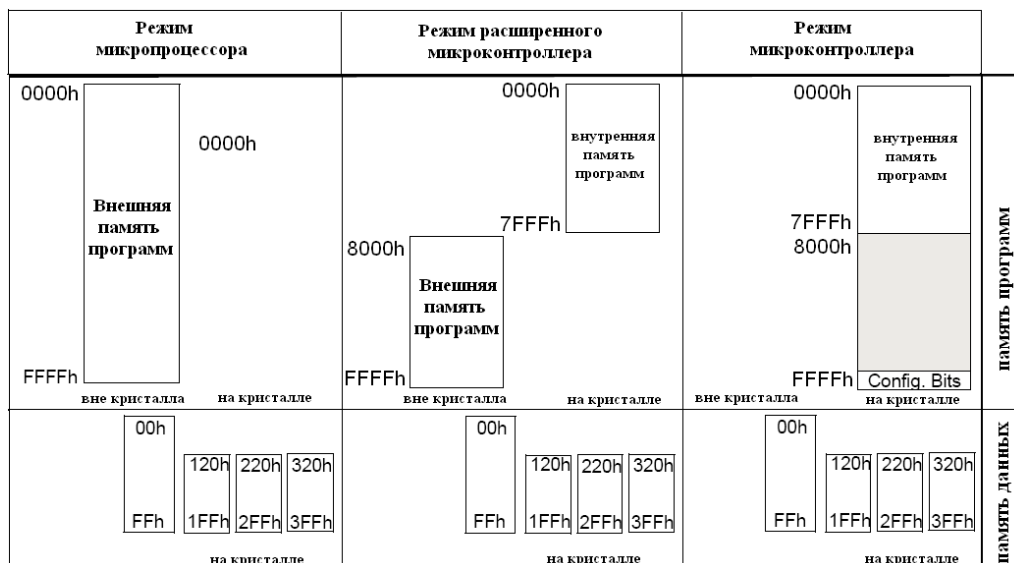 Режим
микропроцессора
Режим расширенного
микроконтроллера
Режим
микроконтроллера
0000h
0000h
Внешняя
память
программ
FFFFh
вне кристалла
на кристалле
0000h
внутренняя
память
программ
7FFFh
8000h
Внешняя
память
программ
FFFFh
вне кристалла
на кристалле
0000h
внутренняя
память
программ
7FFFh
8000h
FFFFh
Config. Bits
вне кристалла
на кристалле
память программ
00h
120h 220h 320h
FFh 1FFh 2FFh 3FFh
на кристалле
00h
120h 220h 320h
FFh 1FFh 2FFh 3FFh
на кристалле
00h
120h 220h 320h
FFh 1FFh 2FFh 3FFh
на кристалле
память данных